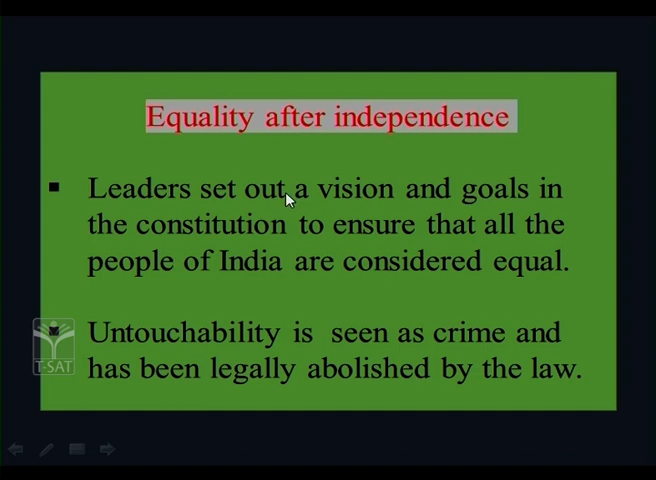 Equality after independence
Leaders set out a vision and goals in
the constitution to ensure that all the
people of India are considered equal.
Untouchability is seen as crime and
has been legally abolished by the law.
T-SAT